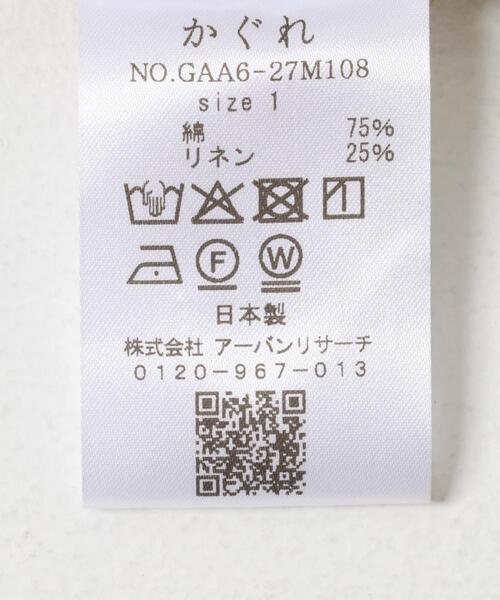 かぐれ
NO.GAA6-27M108
size 1
綿 75%
リネン 25%
F W
日本製
株式会社 アーバンリサーチ
0120-967-013